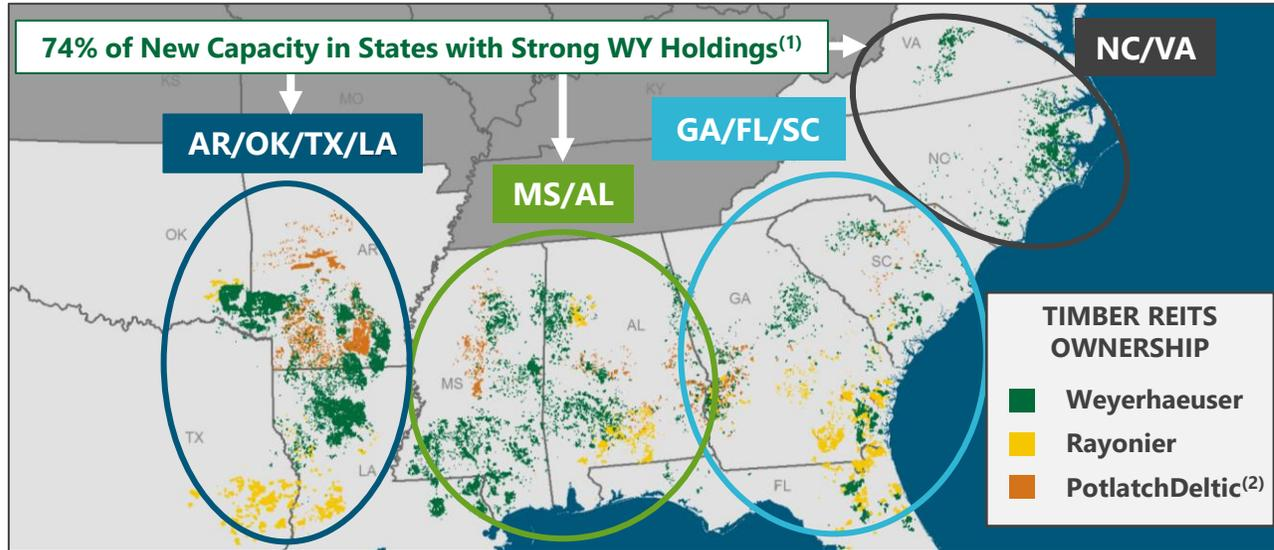 74% of New Capacity in States with Strong WY Holdings(1)
VA
NC/VA
KS
MO
KY
AR/OK/TX/LA
GA/FL/SC
NC
MS/AL
OK
AR
SC
GA
AL
MS
TX
LA
FL
TIMBER REITS
OWNERSHIP
Weyerhaeuser
Rayonier
PotlatchDeltic(2)